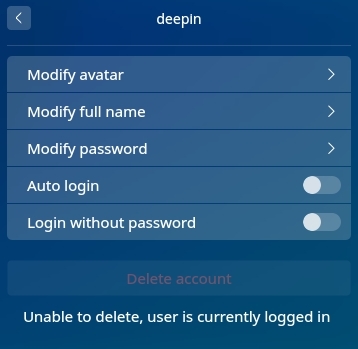 deepin
Modify avatar
Modify full name
Modify password
Auto login
Login without password
Delete account
Unable to delete, user is currently logged in